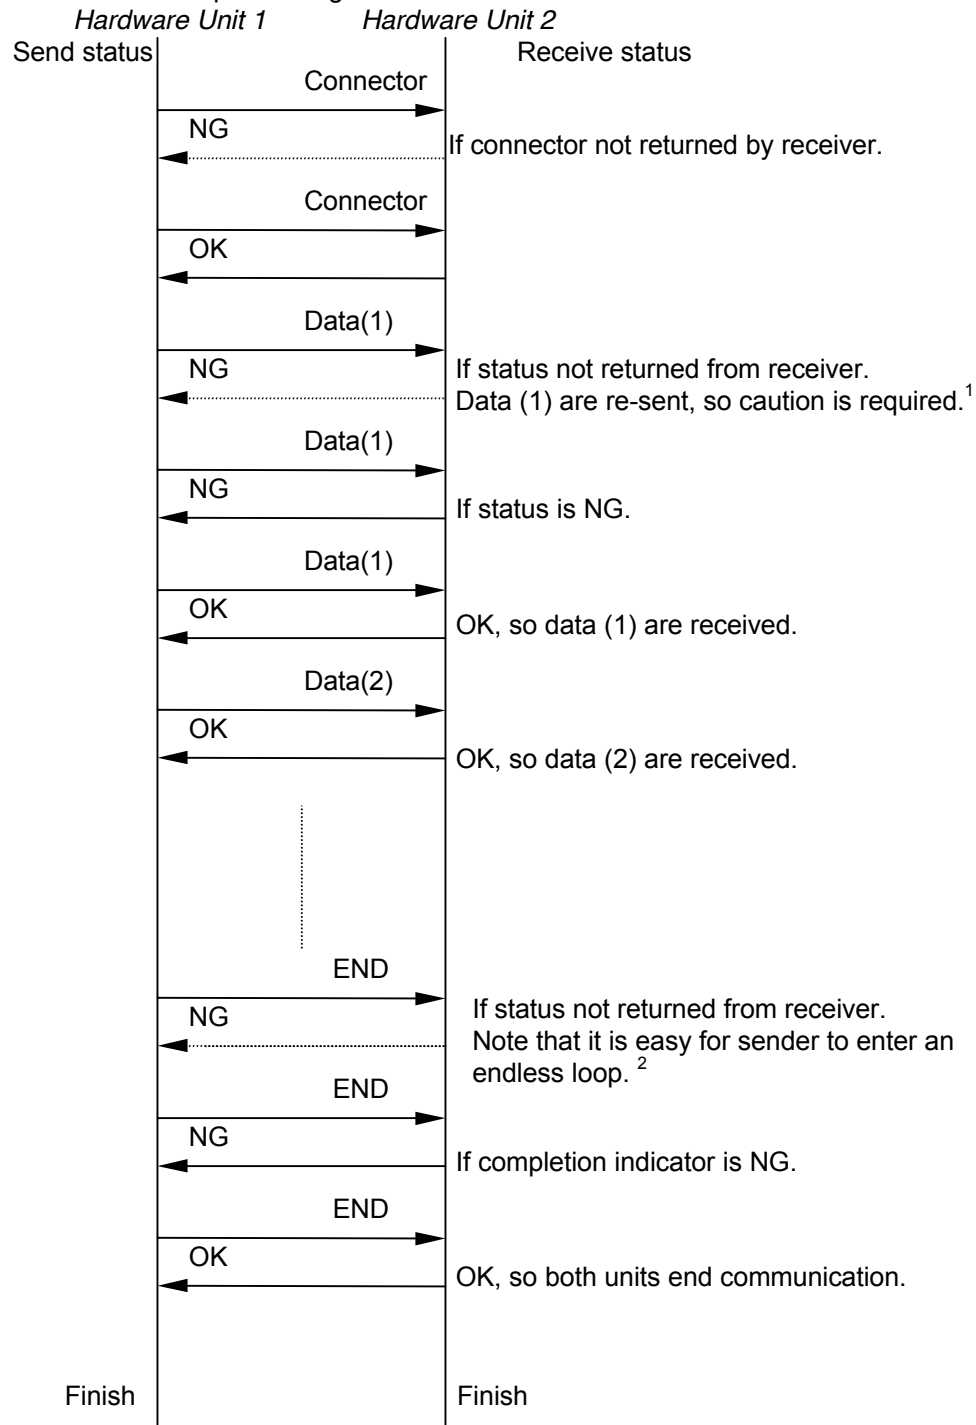 Hardware Unit 1 Hardware Unit 2
Send status Receive status
Connector
NG
If connector not returned by receiver.
Connector
OK
Data(1)
NG If status not returned from receiver.
Data (1) are re-sent, so caution is required.1
Data(1)
NG
If status is NG.
Data(1)
OK
OK, so data (1) are received.
Data(2)
OK
OK, so data (2) are received.
END
NG If status not returned from receiver.
Note that it is easy for sender to enter an
endless loop. 2
END
NG
If completion indicator is NG.
END
OK
OK, so both units end communication.
Finish Finish